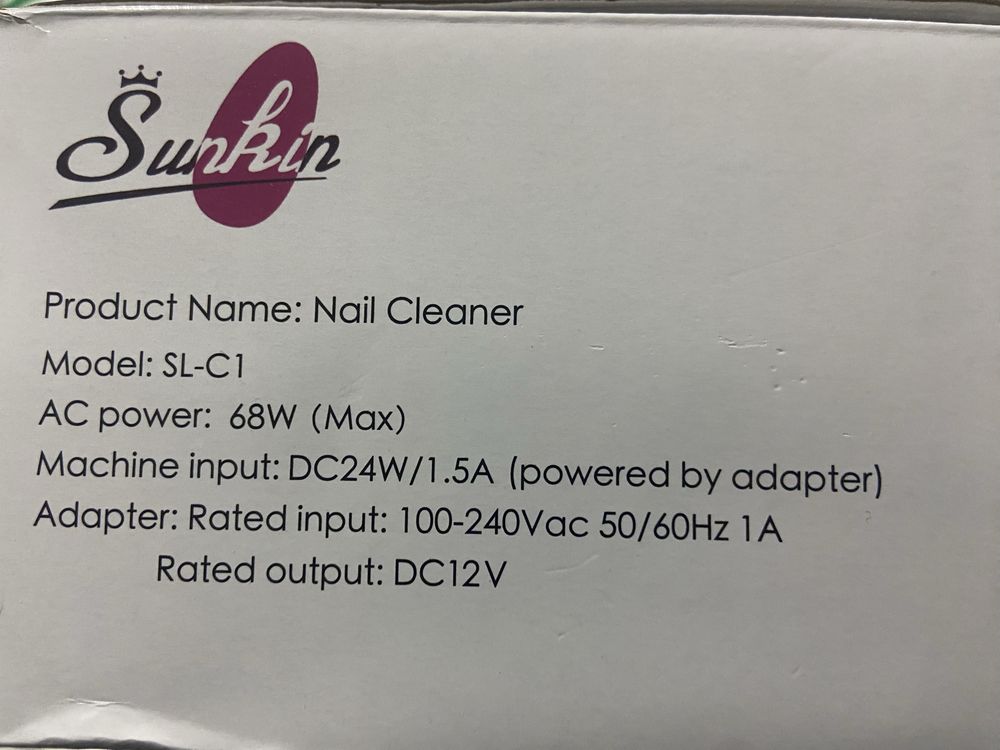 Sunkin
Product Name: Nail Cleaner
Model: SL-C1
AC power: 68W (Max)
Machine input: DC24W/1.5A (powered by adapter)
Adapter: Rated input: 100-240Vac 50/60Hz 1A
Rated output: DC12V